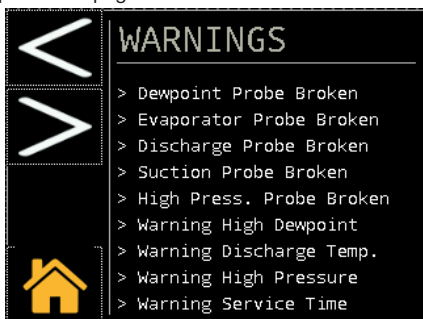 WARNINGS
> Dewpoint Probe Broken
> Evaporator Probe Broken
> Discharge Probe Broken
> Suction Probe Broken
> High Press. Probe Broken
> Warning High Dewpoint
> Warning Discharge Temp.
> Warning High Pressure
> Warning Service Time